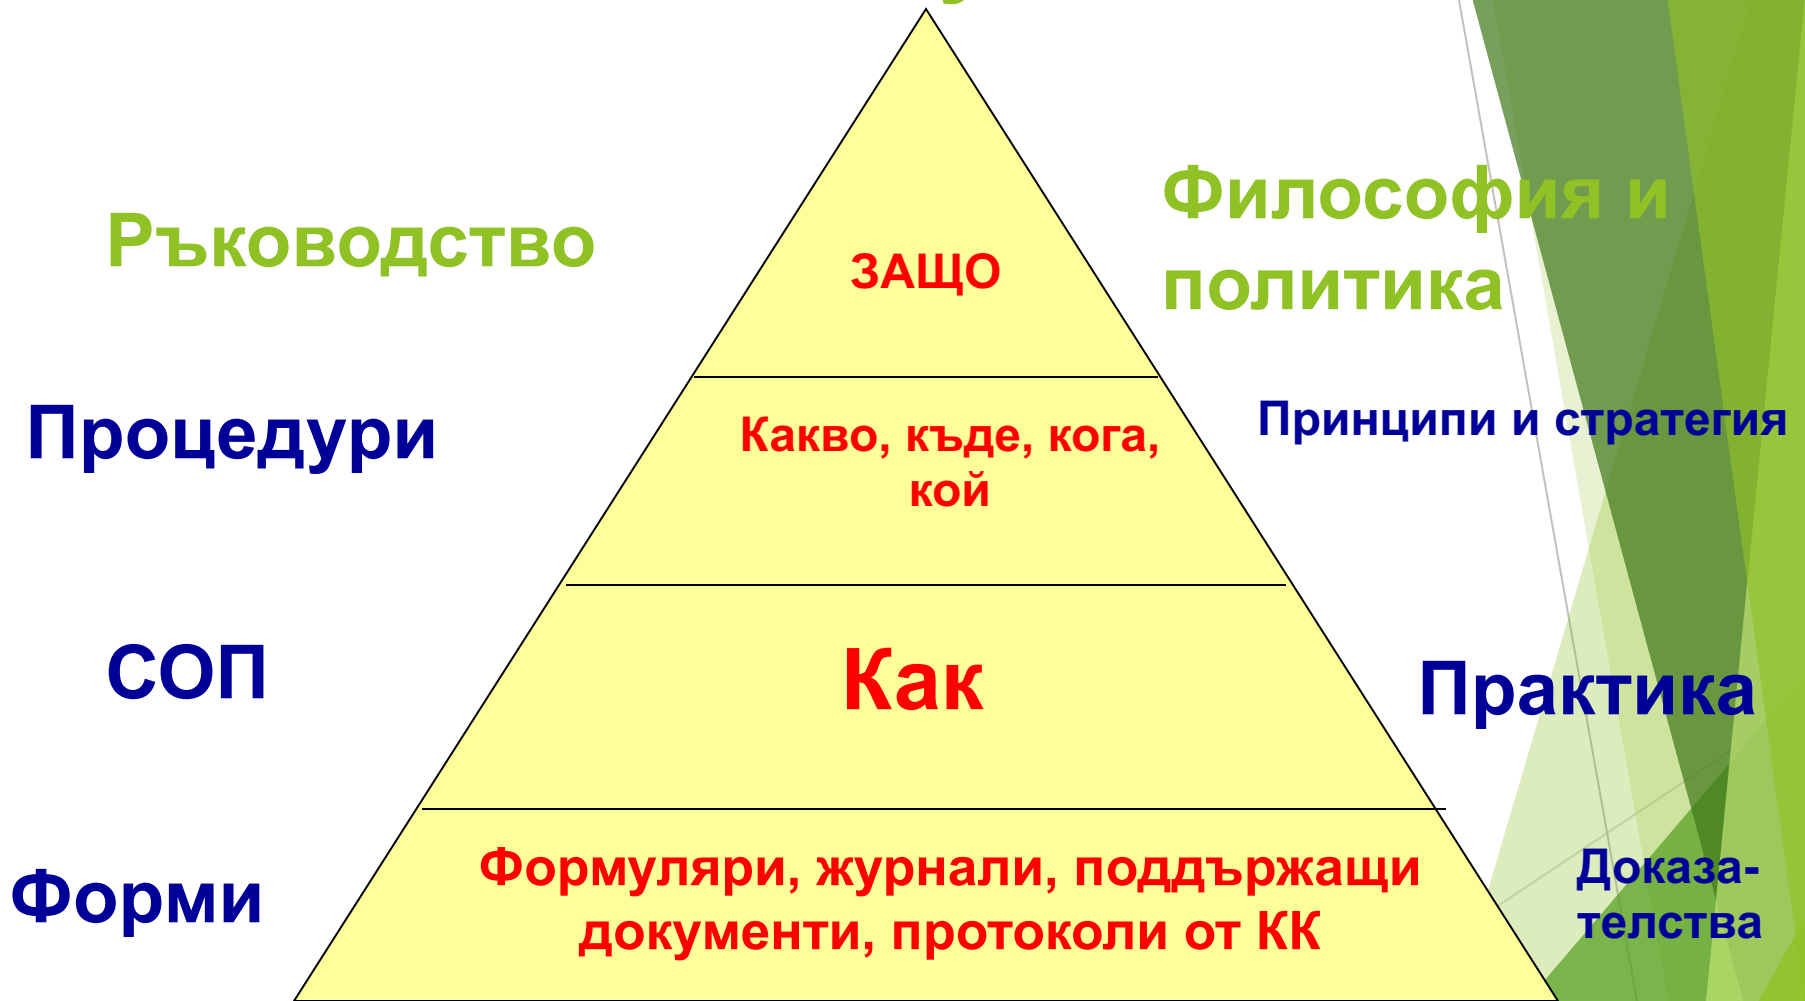 Ръководство
ЗАЩО
Философия и
политика
Процедури
Какво, къде, кога,
кой
Принципи и стратегия
СОП
Как
Практика
Форми
Формуляри, журнали, поддържащи
документи, протоколи от КК
Доказа-
телства